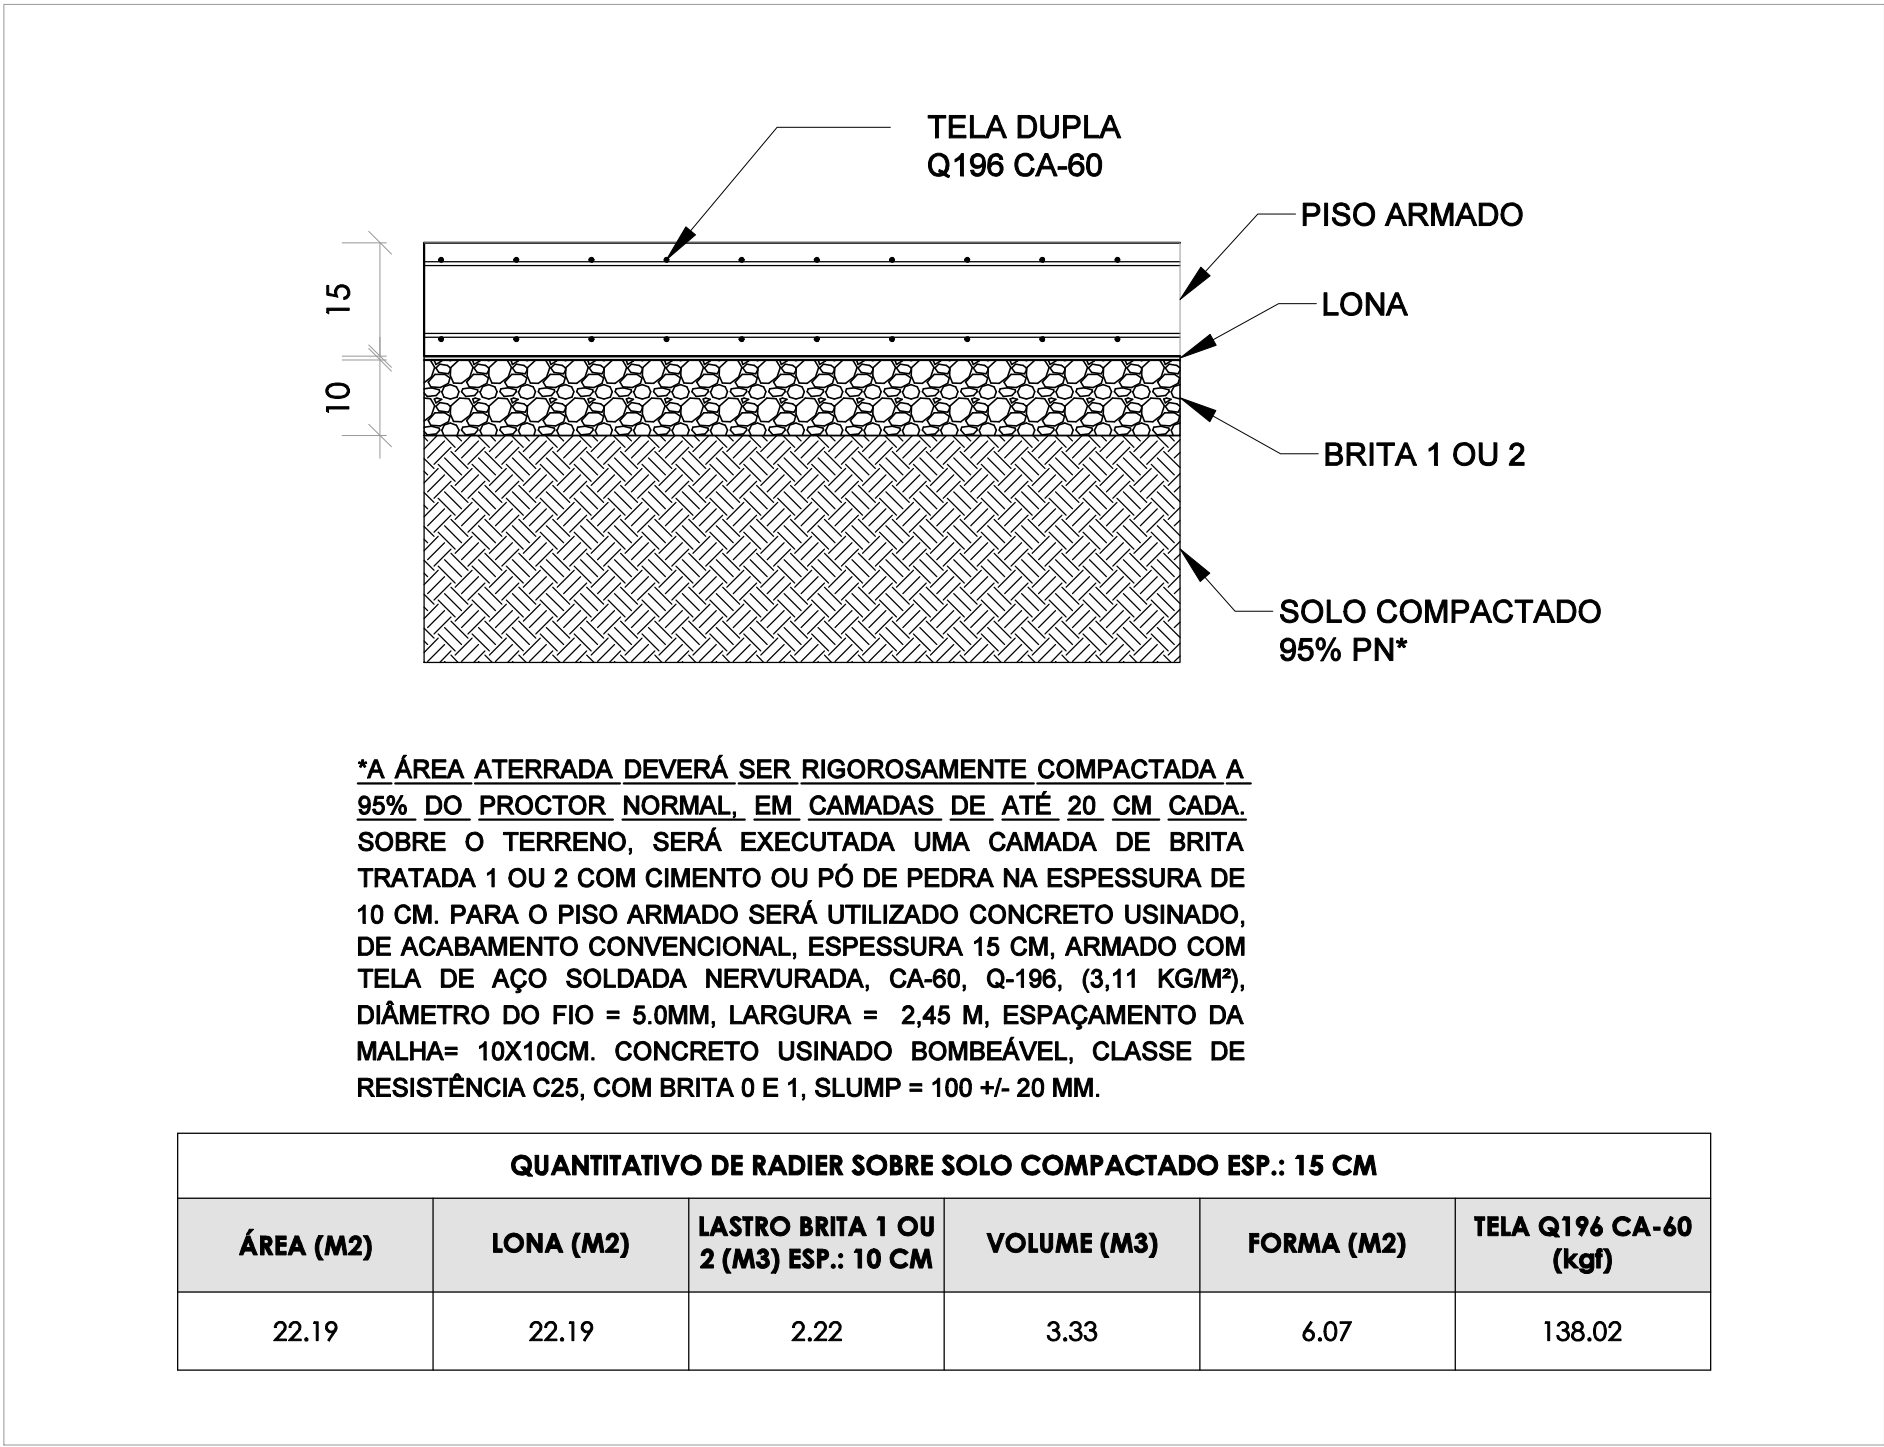 TELA DUPLA
Q196 CA-60
PISO ARMADO
15
LONA
10
BRITA 1 OU 2
SOLO COMPACTADO
95% PN*
*A ÁREA ATERRADA DEVERÁ SER RIGOROSAMENTE COMPACTADA A
95% DO PROCTOR NORMAL, EM CAMADAS DE ATÉ 20 CM CADA.
SOBRE O TERRENO, SERÁ EXECUTADA UMA CAMADA DE BRITA
TRATADA 1 OU 2 COM CIMENTO OU PÓ DE PEDRA NA ESPESSURA DE
10 CM. PARA O PISO ARMADO SERÁ UTILIZADO CONCRETO USINADO,
DE ACABAMENTO CONVENCIONAL, ESPESSURA 15 CM, ARMADO COM
TELA DE AÇO SOLDADA NERVURADA, CA-60, Q-196, (3,11 KG/M²),
DIÂMETRO DO FIO = 5.0MM, LARGURA = 2,45 M, ESPAÇAMENTO DA
MALHA= 10X10CM. CONCRETO USINADO BOMBEÁVEL, CLASSE DE
RESISTÊNCIA C25, COM BRITA 0 E 1, SLUMP = 100 +/- 20 MM.
QUANTITATIVO DE RADIER SOBRE SOLO COMPACTADO ESP.: 15 CM
ÁREA (M2)
LONA (M2)
LASTRO BRITA 1 OU
2 (M3) ESP.: 10 CM
VOLUME (M3)
FORMA (M2)
TELA Q196 CA-60
(kgf)
22.19
22.19
2.22
3.33
6.07
138.02